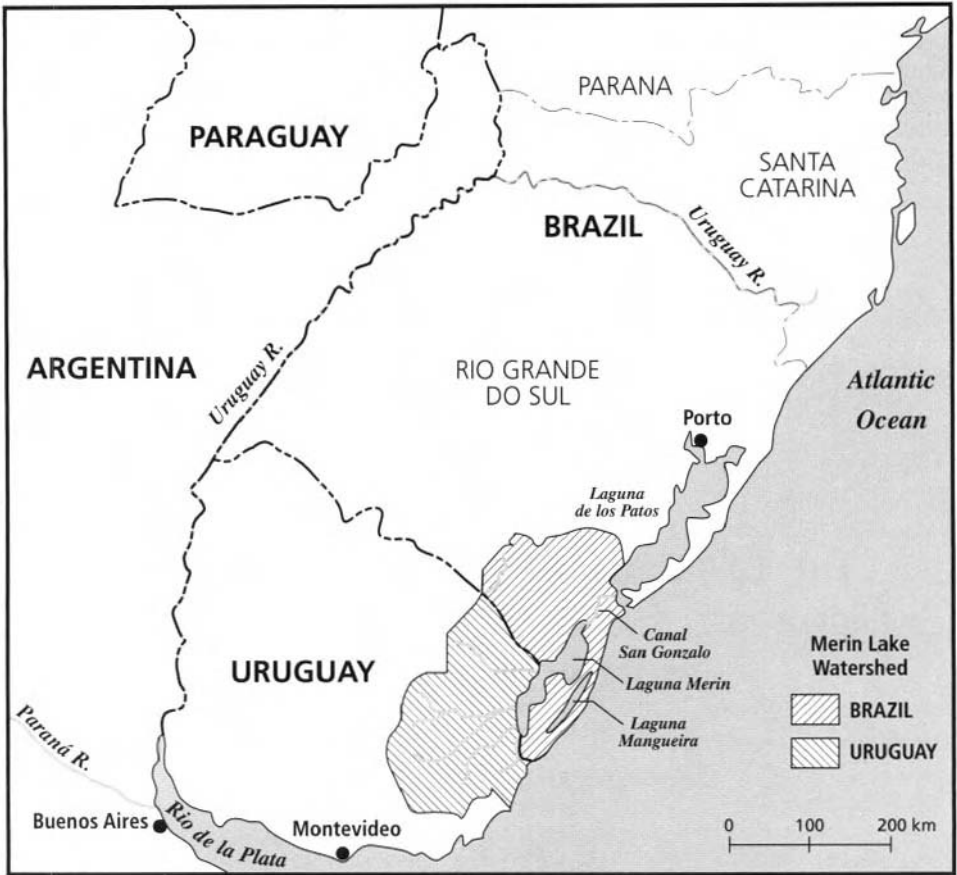 PARANA
PARAGUAY
SANTA
CATARINA
BRAZIL
Uruguay R.
ARGENTINA
Uruguay R.
RIO GRANDE
DO SUL
Atlantic
Ocean
Porto
Laguna
de los Patos
Canal
San Gonzalo
Laguna Merin
Laguna
Mangueira
URUGUAY
Merin Lake
Watershed
BRAZIL
URUGUAY
Paraná R.
Buenos Aires
Rio de la Plata
Montevideo
0 100 200 km